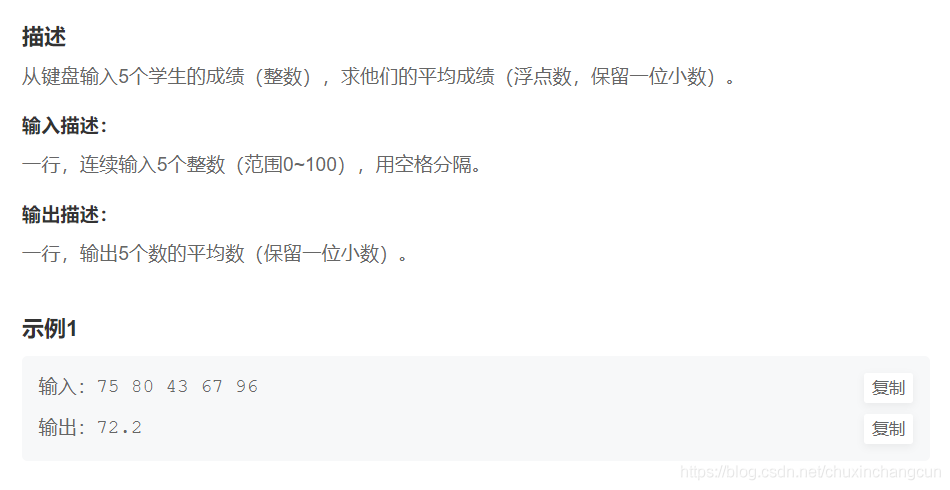 描述
从键盘输入5个学生的成绩（整数），求他们的平均成绩（浮点数，保留一位小数）。
输入描述：
一行，连续输入5个整数（范围0~100），用空格分隔。
输出描述：
一行，输出5个数的平均数（保留一位小数）。
示例1
输入：75 80 43 67 96
复制
输出：72.2
复制
https://blog.csdn.net/chuxinchangcun